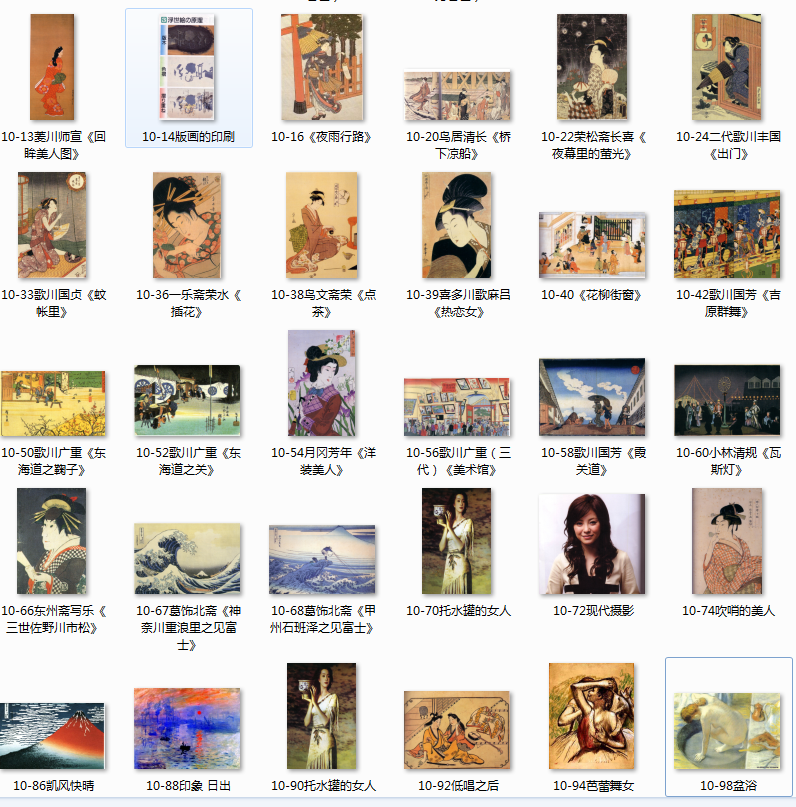 浮世絵の原理
10-13菱川师宣《回
眸美人图》
10-14版画的印刷
10-16《夜雨行路》
10-20鸟居清长《桥
下凉船》
10-22荣松斋长喜《
夜幕里的萤光》
10-24二代歌川丰国
《出门》
10-33歌川国贞《蚊
帐里》
10-36一乐斋荣水《
插花》
10-38鸟文斋荣《点
茶》
10-39喜多川歌麻吕
《热恋女》
10-40《花柳街窗》
10-42歌川国芳《吉
原群舞》
10-50歌川广重《东
海道之鞠子》
10-52歌川广重《东
海道之关》
10-54月冈芳年《洋
装美人》
10-56歌川广重（三
代）《美术馆》
10-58歌川国芳《霞
关道》
10-60小林清规《瓦
斯灯》
10-66东州斋写乐《
三世佐野川市松》
10-67葛饰北斋《神
奈川重浪里之见富
士》
10-68葛饰北斋《甲
州石班泽之见富士》
10-70托水罐的女人
10-72现代摄影
10-74吹哨的美人
10-86凯风快晴
10-88印象 日出
10-90托水罐的女人
10-92低唱之后
10-94芭蕾舞女
10-98盆浴